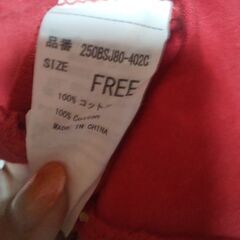 品番 250BSJ80-402C
SIZE
FREE
100% コットン
100% Cotton
MADE IN CHINA